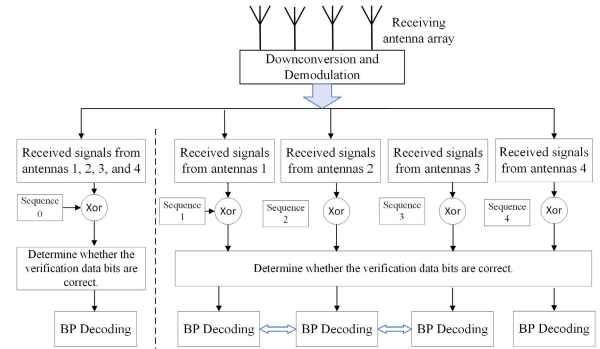 Receiving
antenna array
Downconversion and
Demodulation
Received signals from
antennas 1, 2, 3, and 4
Received signals
from antennas 1
Received signals
from antennas 2
Received signals
from antennas 3
Received signals
from antennas 4
Sequence
0
Xor
Sequence
1
Xor
Sequence
2
Xor
Sequence
3
Xor
Sequence
4
Xor
Determine whether the
verification data bits are
correct.
Determine whether the verification data bits are correct.
BP Decoding
BP Decoding
BP Decoding
BP Decoding
BP Decoding